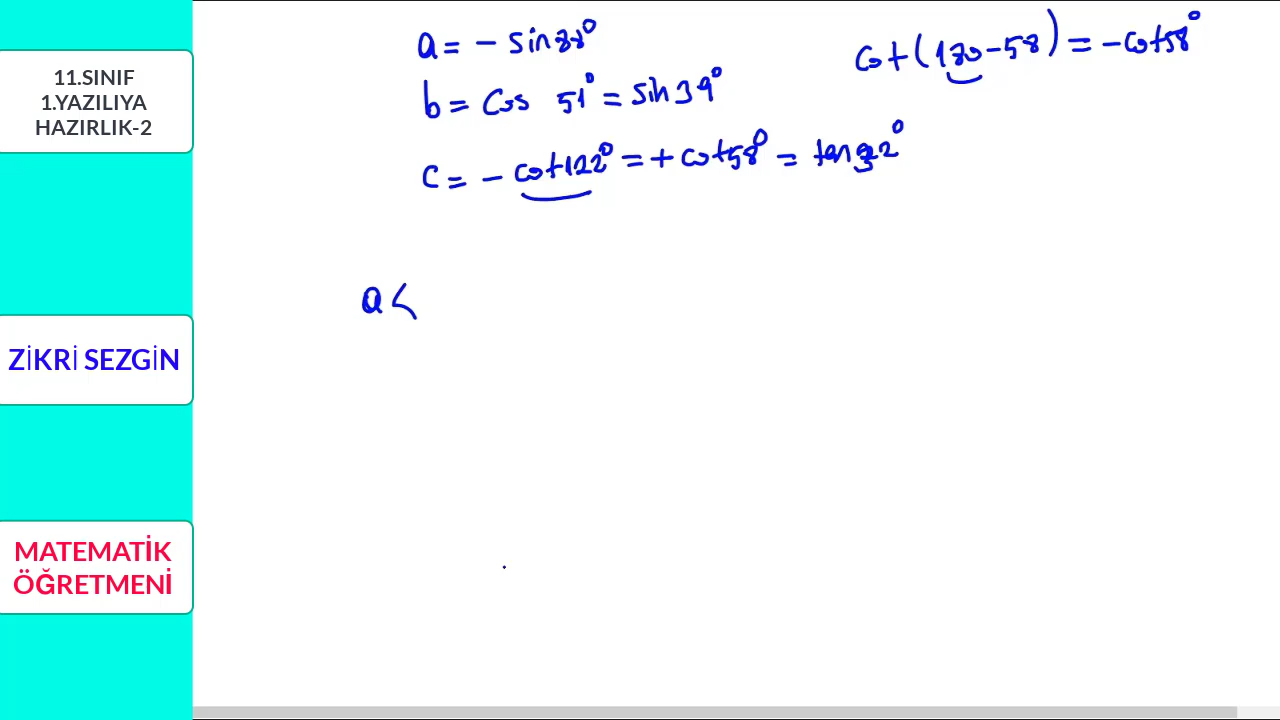 11.SINIF
1.YAZILIYA
HAZIRLIK-2
ZİKRİ SEZGİN
MATEMATİK
ÖĞRETMENİ
a = - sin88°
b = cos 51° = sin39°
c = - cot122° = + cot58° = tan32°
cot(180-58) = -cot58°
a <